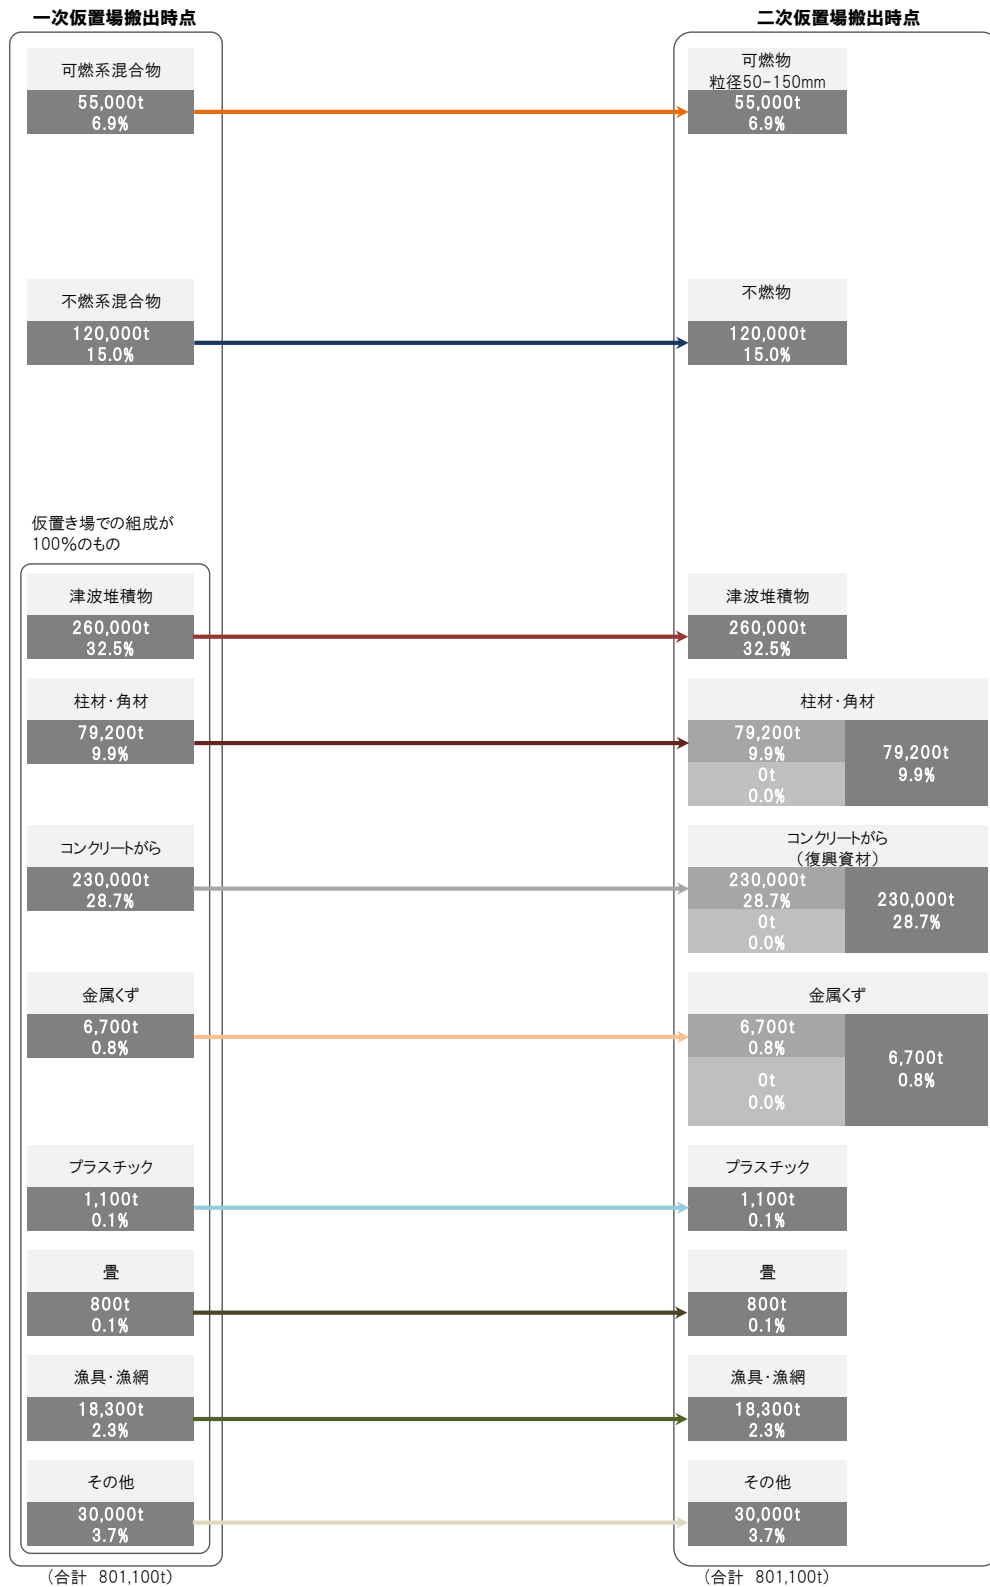 一次仮置場搬出時点
可燃系混合物
55,000t
6.9%
不燃系混合物
120,000t
15.0%
仮置き場での組成が
100%のもの
津波堆積物
260,000t
32.5%
柱材・角材
79,200t
9.9%
コンクリートがら
230,000t
28.7%
金属くず
6,700t
0.8%
プラスチック
1,100t
0.1%
畳
800t
0.1%
漁具・漁網
18,300t
2.3%
その他
30,000t
3.7%
(合計 801,100t)
二次仮置場搬出時点
可燃物
粒径50-150mm
55,000t
6.9%
不燃物
120,000t
15.0%
津波堆積物
260,000t
32.5%
柱材・角材
79,200t
9.9%
0t
0.0%
79,200t
9.9%
コンクリートがら
(復興資材)
230,000t
28.7%
0t
0.0%
230,000t
28.7%
金属くず
6,700t
0.8%
0t
0.0%
6,700t
0.8%
プラスチック
1,100t
0.1%
畳
800t
0.1%
漁具・漁網
18,300t
2.3%
その他
30,000t
3.7%
(合計 801,100t)